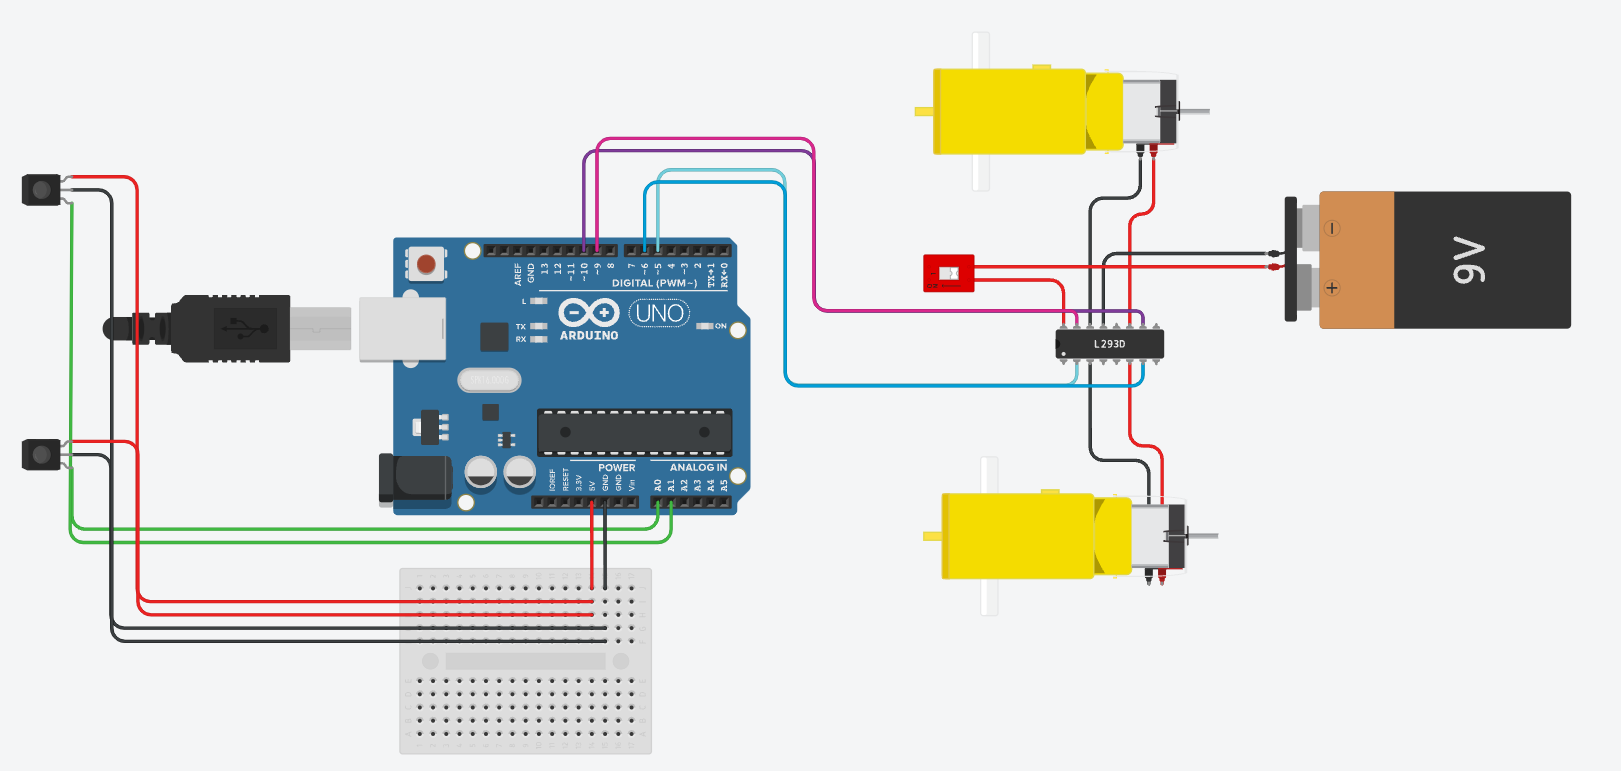 AREF
GND
13
12
~11
~10
~9
8
7
~6
~5
4
~3
2
TX→1
RX←0
DIGITAL (PWM~)
L
TX
RX
ARDUINO
UNO
ON
POWER
ANALOG IN
IOREF
RESET
3.3V
5V
GND
GND
Vin
A0
A1
A2
A3
A4
A5
L293D
9V